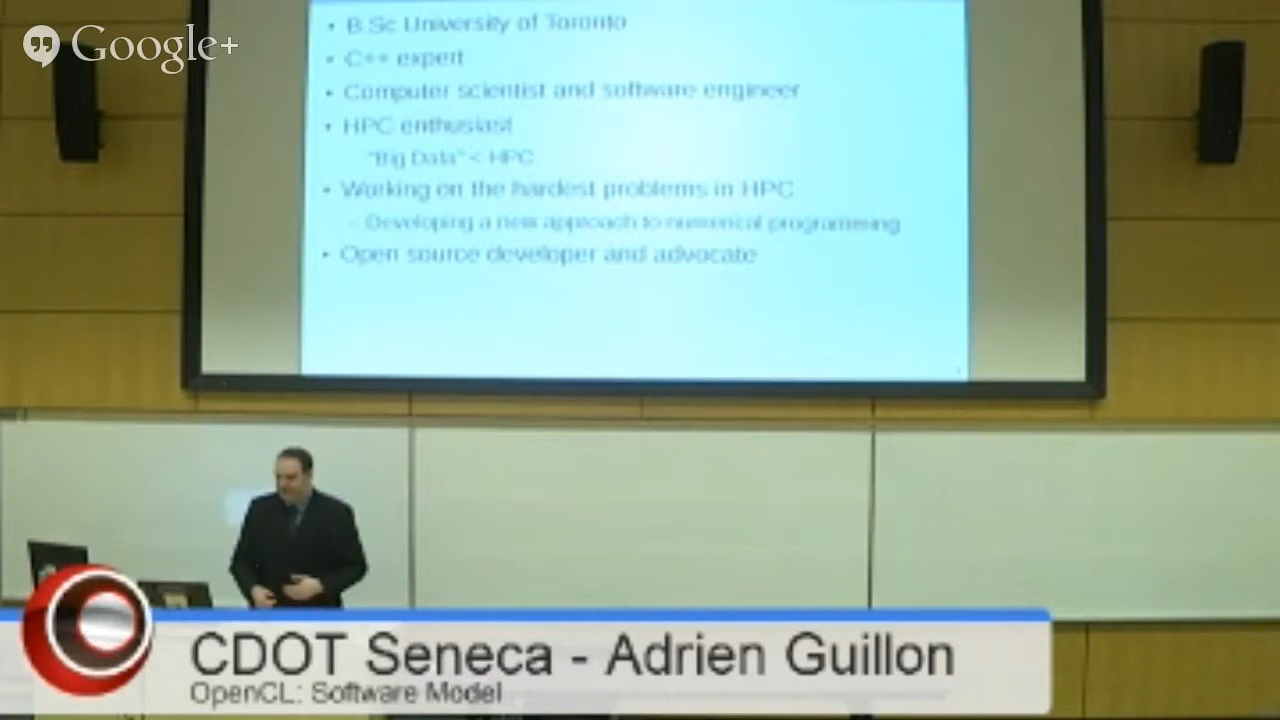 Google+
• B.Sc University of Toronto
• C++ expert
• Computer scientist and software engineer
• HPC enthusiast
"Big Data" < HPC
• Working on the hardest problems in HPC
– Developing a new approach to numerical programming
• Open source developer and advocate
CDOT Seneca - Adrien Guillon
OpenCL: Software Model